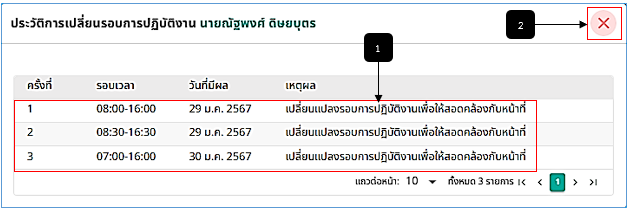 ประวัติการเปลี่ยนรอบการปฏิบัติงาน นายณัฐพงศ์ ดิษยบุตร
2
1
ครั้งที่ รอบเวลา วันที่มีผล เหตุผล
1 08:00-16:00 29 ม.ค. 2567 เปลี่ยนแปลงรอบการปฏิบัติงานเพื่อให้สอดคล้องกับหน้าที่
2 08:30-16:30 29 ม.ค. 2567 เปลี่ยนแปลงรอบการปฏิบัติงานเพื่อให้สอดคล้องกับหน้าที่
3 07:00-16:00 30 ม.ค. 2567 เปลี่ยนแปลงรอบการปฏิบัติงานเพื่อให้สอดคล้องกับหน้าที่
แถวต่อหน้า: 10 ทั้งหมด 3 รายการ 1